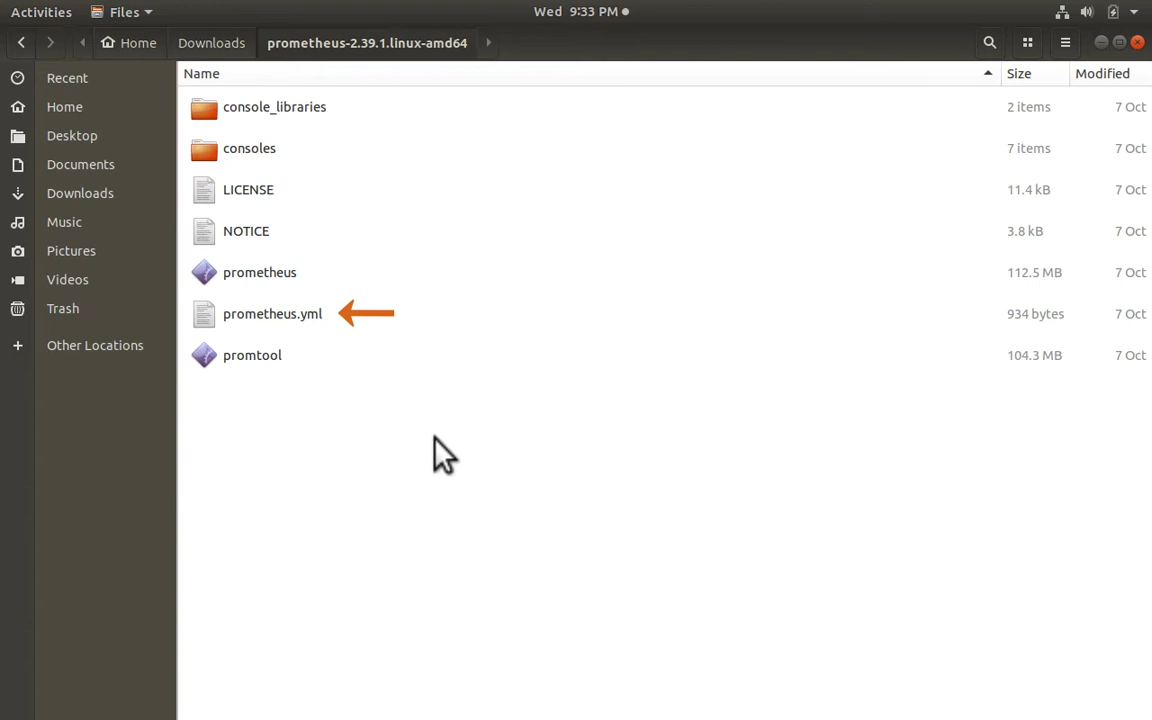 Activities Files Wed 9:33 PM
Home Downloads prometheus-2.39.1.linux-amd64
Recent
Home
Desktop
Documents
Downloads
Music
Pictures
Videos
Trash
Other Locations
Name Size Modified
console_libraries 2 items 7 Oct
consoles 7 items 7 Oct
LICENSE 11.4 kB 7 Oct
NOTICE 3.8 kB 7 Oct
prometheus 112.5 MB 7 Oct
prometheus.yml 934 bytes 7 Oct
promtool 104.3 MB 7 Oct